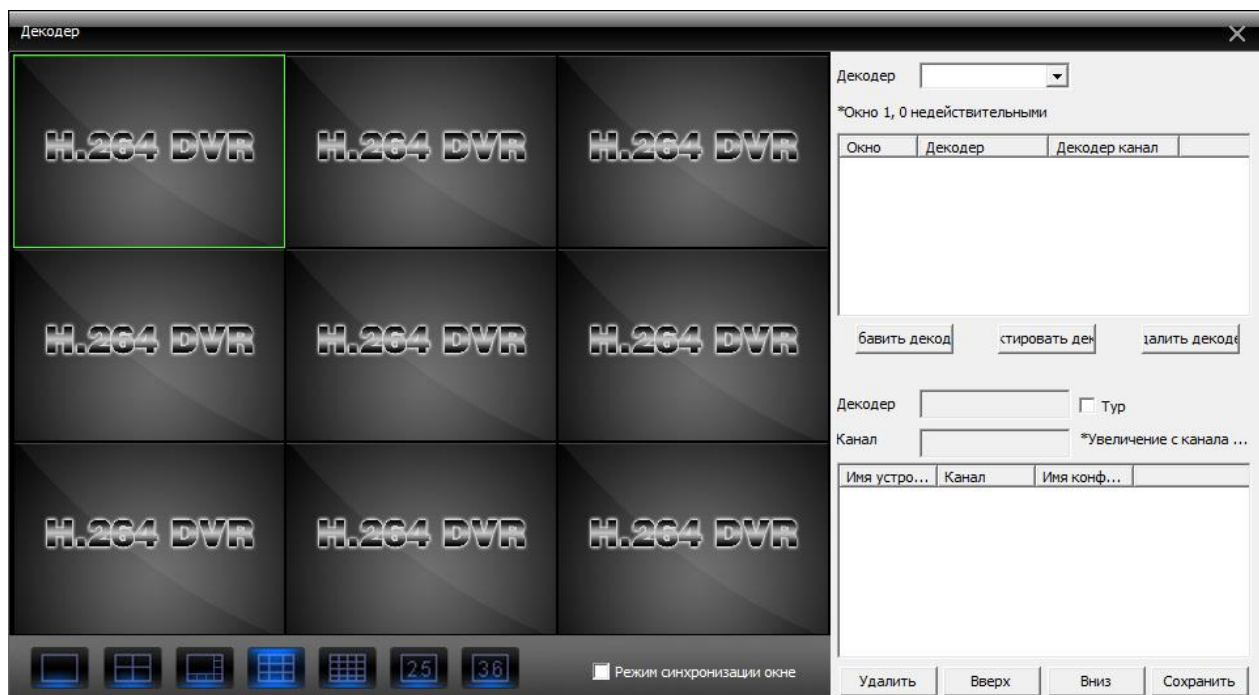 Декодер
H.264 DVR H.264 DVR H.264 DVR
H.264 DVR H.264 DVR H.264 DVR
H.264 DVR H.264 DVR H.264 DVR
25 36 Режим синхронизации окне
Декодер
*Окно 1, 0 недействительными
Окно Декодер Декодер канал
бавить декод стировать дек далить декоде
Декодер Тур
Канал *Увеличение с канала ...
Имя устро... Канал Имя конф...
Удалить Вверх Вниз Сохранить